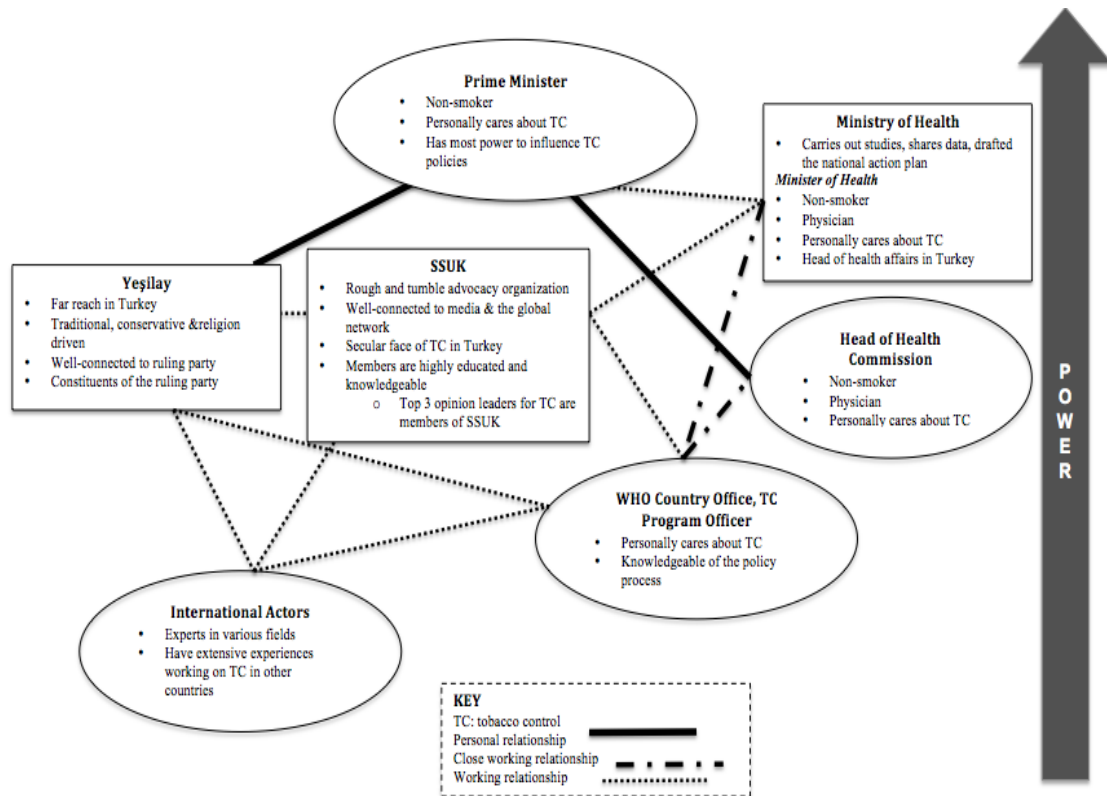 Prime Minister
• Non-smoker
• Personally cares about TC
• Has most power to influence TC
policies
Ministry of Health
• Carries out studies, shares data, drafted
the national action plan
Minister of Health
• Non-smoker
• Physician
• Personally cares about TC
• Head of health affairs in Turkey
Yeşilay
• Far reach in Turkey
• Traditional, conservative &religion
driven
• Well-connected to ruling party
• Constituents of the ruling party
SSUK
• Rough and tumble advocacy organization
• Well-connected to media & the global
network
• Secular face of TC in Turkey
• Members are highly educated and
knowledgeable
o Top 3 opinion leaders for TC are
members of SSUK
Head of Health
Commission
• Non-smoker
• Physician
• Personally cares about TC
WHO Country Office, TC
Program Officer
• Personally cares about TC
• Knowledgeable of the policy
process
International Actors
• Experts in various fields
• Have extensive experiences
working on TC in other
countries
KEY
TC: tobacco control
Personal relationship
Close working relationship
Working relationship
POWER